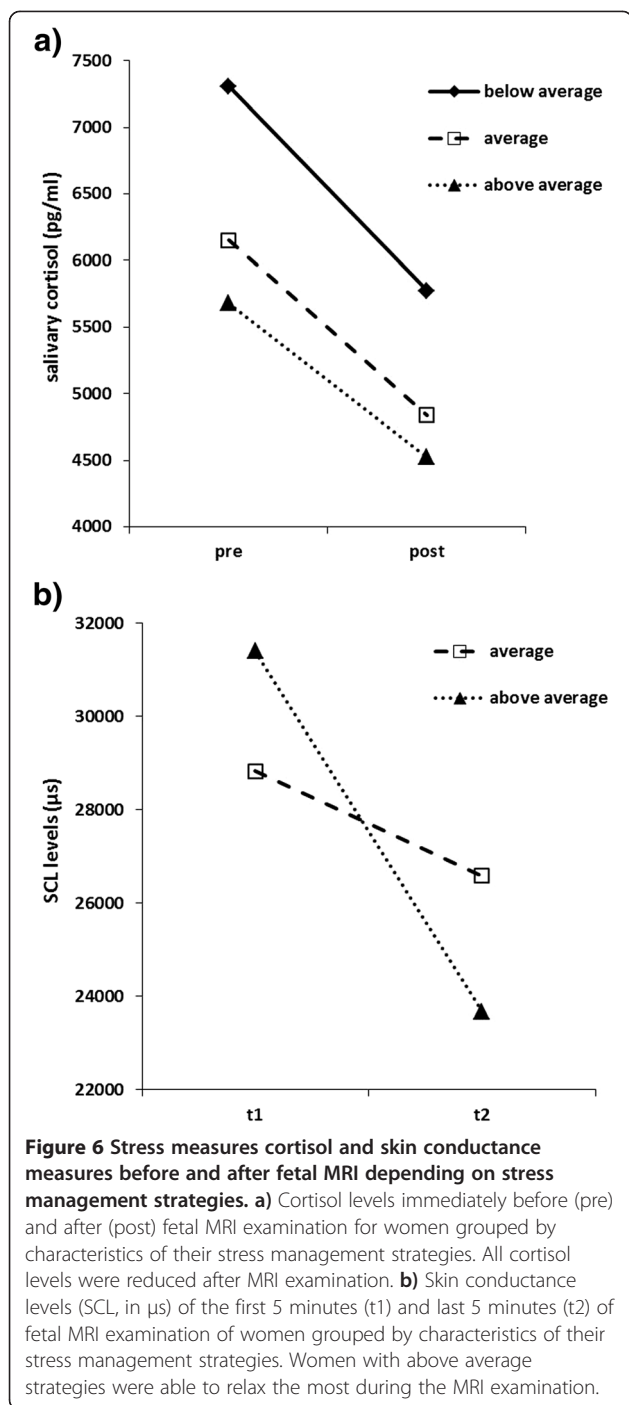 a)
7500
7000
6500
6000
5500
5000
4500
4000
salivary cortisol (pg/ml)
below average
average
above average
pre
post
b)
32000
30000
28000
26000
24000
22000
SCL levels (µs)
average
above average
t1
t2
Figure 6 Stress measures cortisol and skin conductance
measures before and after fetal MRI depending on stress
management strategies. a) Cortisol levels immediately before (pre)
and after (post) fetal MRI examination for women grouped by
characteristics of their stress management strategies. All cortisol
levels were reduced after MRI examination. b) Skin conductance
levels (SCL, in µs) of the first 5 minutes (t1) and last 5 minutes (t2) of
fetal MRI examination of women grouped by characteristics of their
stress management strategies. Women with above average
strategies were able to relax the most during the MRI examination.